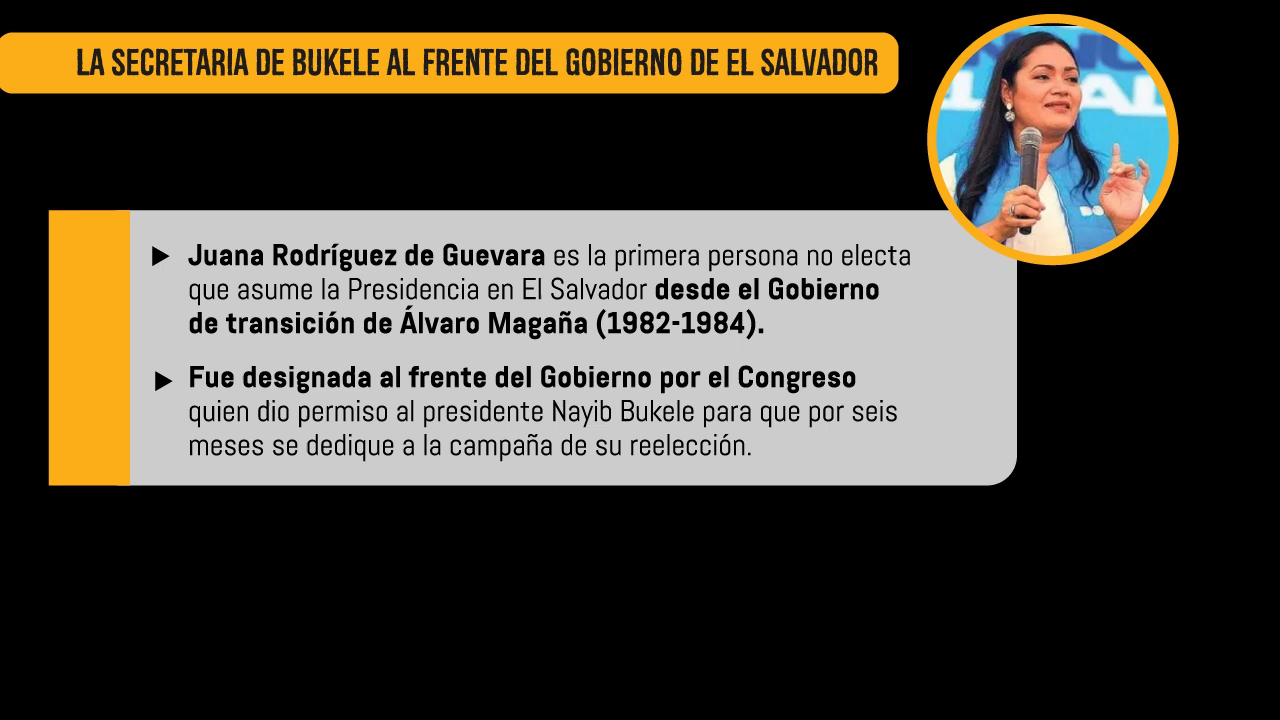 LA SECRETARIA DE BUKELE AL FRENTE DEL GOBIERNO DE EL SALVADOR
Juana Rodríguez de Guevara es la primera persona no electa
que asume la Presidencia en El Salvador desde el Gobierno
de transición de Álvaro Magaña (1982-1984).
Fue designada al frente del Gobierno por el Congreso
quien dio permiso al presidente Nayib Bukele para que por seis
meses se dedique a la campaña de su reelección.